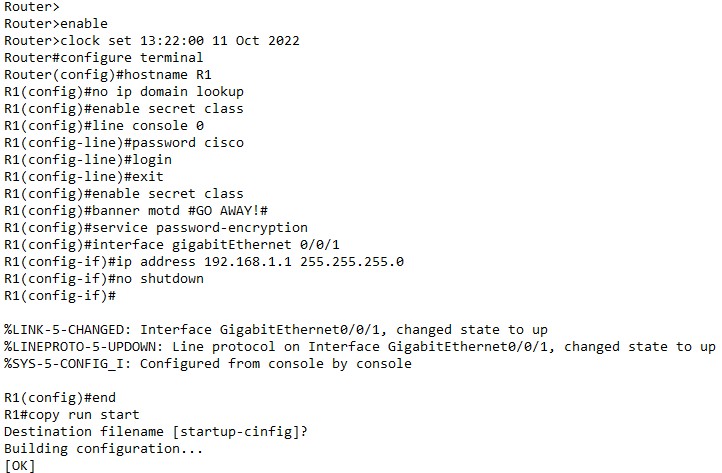 Router>
Router>enable
Router>clock set 13:22:00 11 Oct 2022
Router#configure terminal
Router(config)#hostname R1
R1(config)#no ip domain lookup
R1(config)#enable secret class
R1(config)#line console 0
R1(config-line)#password cisco
R1(config-line)#login
R1(config-line)#exit
R1(config)#enable secret class
R1(config)#banner motd #GO AWAY!#
R1(config)#service password-encryption
R1(config)#interface gigabitEthernet 0/0/1
R1(config-if)#ip address 192.168.1.1 255.255.255.0
R1(config-if)#no shutdown
R1(config-if)#
%LINK-5-CHANGED: Interface GigabitEthernet0/0/1, changed state to up
%LINEPROTO-5-UPDOWN: Line protocol on Interface GigabitEthernet0/0/1, changed state to up
%SYS-5-CONFIG_I: Configured from console by console
R1(config)#end
R1#copy run start
Destination filename [startup-cinfig]?
Building configuration...
[OK]